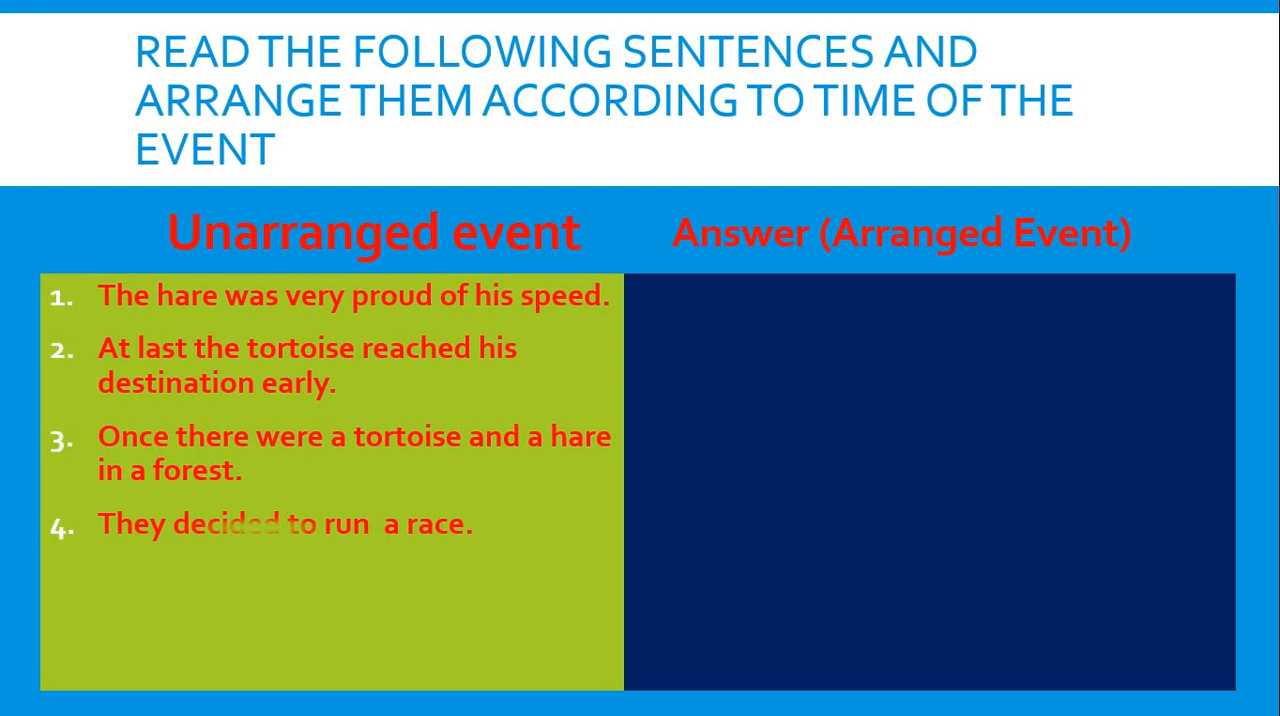 READ THE FOLLOWING SENTENCES AND
ARRANGE THEM ACCORDING TO TIME OF THE
EVENT
Unarranged event
Answer (Arranged Event)
1. The hare was very proud of his speed.
2. At last the tortoise reached his
destination early.
3. Once there were a tortoise and a hare
in a forest.
4. They decided to run a race.